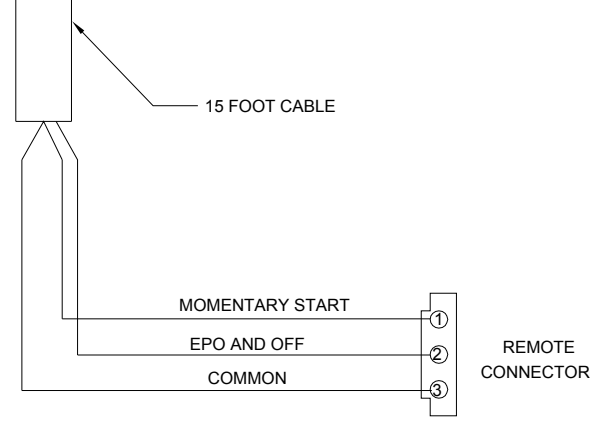 15 FOOT CABLE
MOMENTARY START
1
EPO AND OFF
2
COMMON
3
REMOTE
CONNECTOR